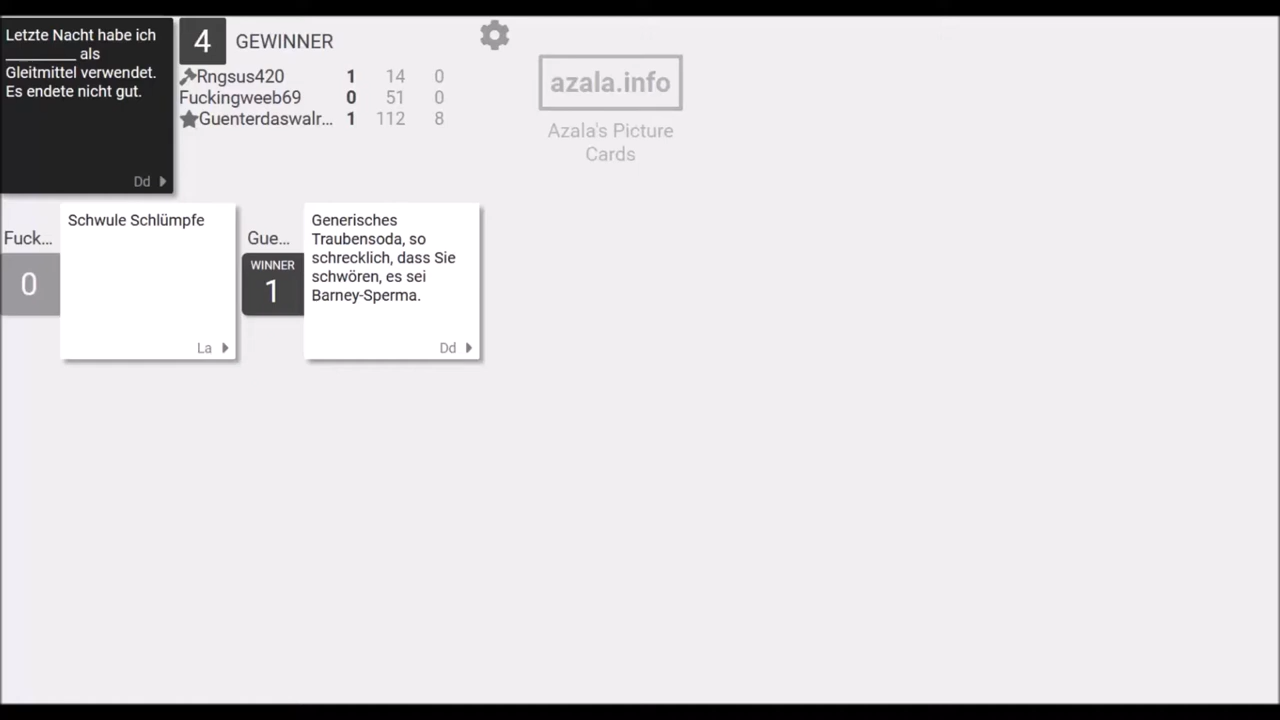 Letzte Nacht habe ich
________ als
Gleitmittel verwendet.
Es endete nicht gut.
Dd
4 GEWINNER
Rngsus420 1 14 0
Fuckingweeb69 0 51 0
Guenterdaswalr... 1 112 8
azala.info
Azala's Picture
Cards
Fuck...
0
Schwule Schlümpfe
La
Gue...
WINNER
1
Generisches
Traubensoda, so
schrecklich, dass Sie
schwören, es sei
Barney-Sperma.
Dd